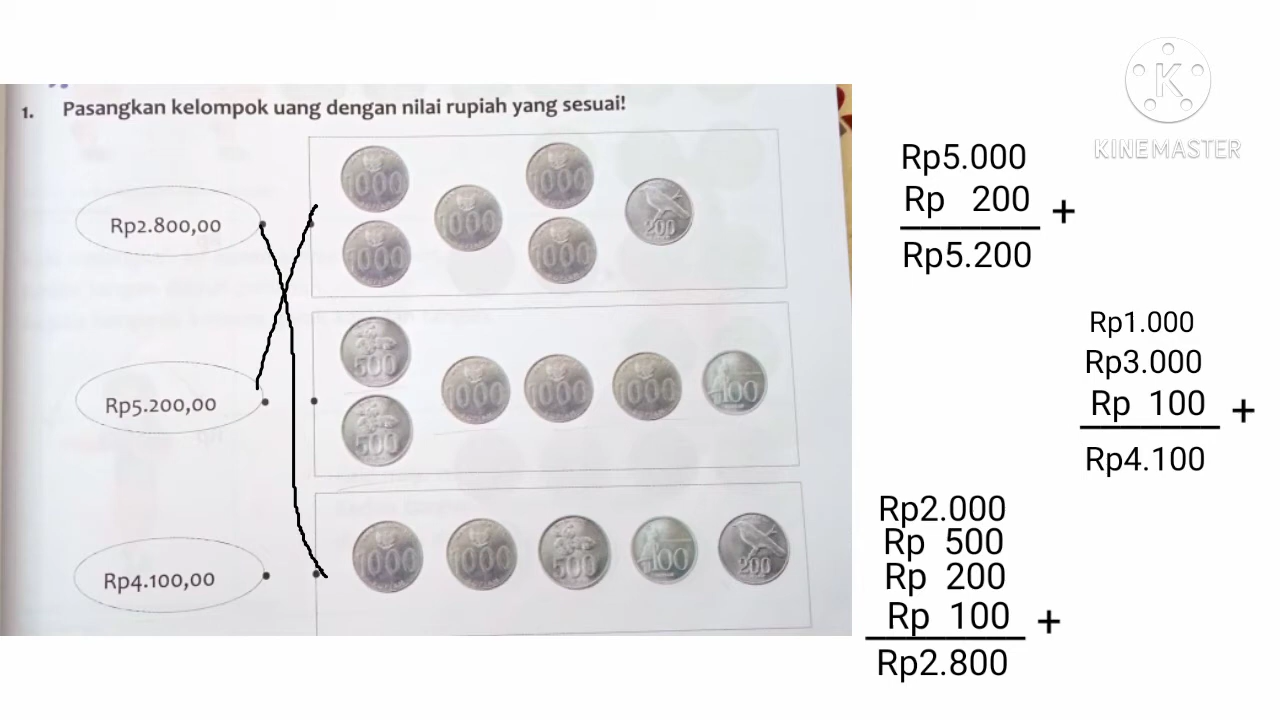 1. Pasangkan kelompok uang dengan nilai rupiah yang sesuai!
Rp2.800,00
Rp5.200,00
Rp4.100,00
1000
1000
1000
1000
1000
200
500
500
1000
1000
1000
100
1000
1000
500
100
200
KINEMASTER
Rp5.000
Rp 200 +
Rp5.200
Rp1.000
Rp3.000
Rp 100 +
Rp4.100
Rp2.000
Rp 500
Rp 200
Rp 100 +
Rp2.800